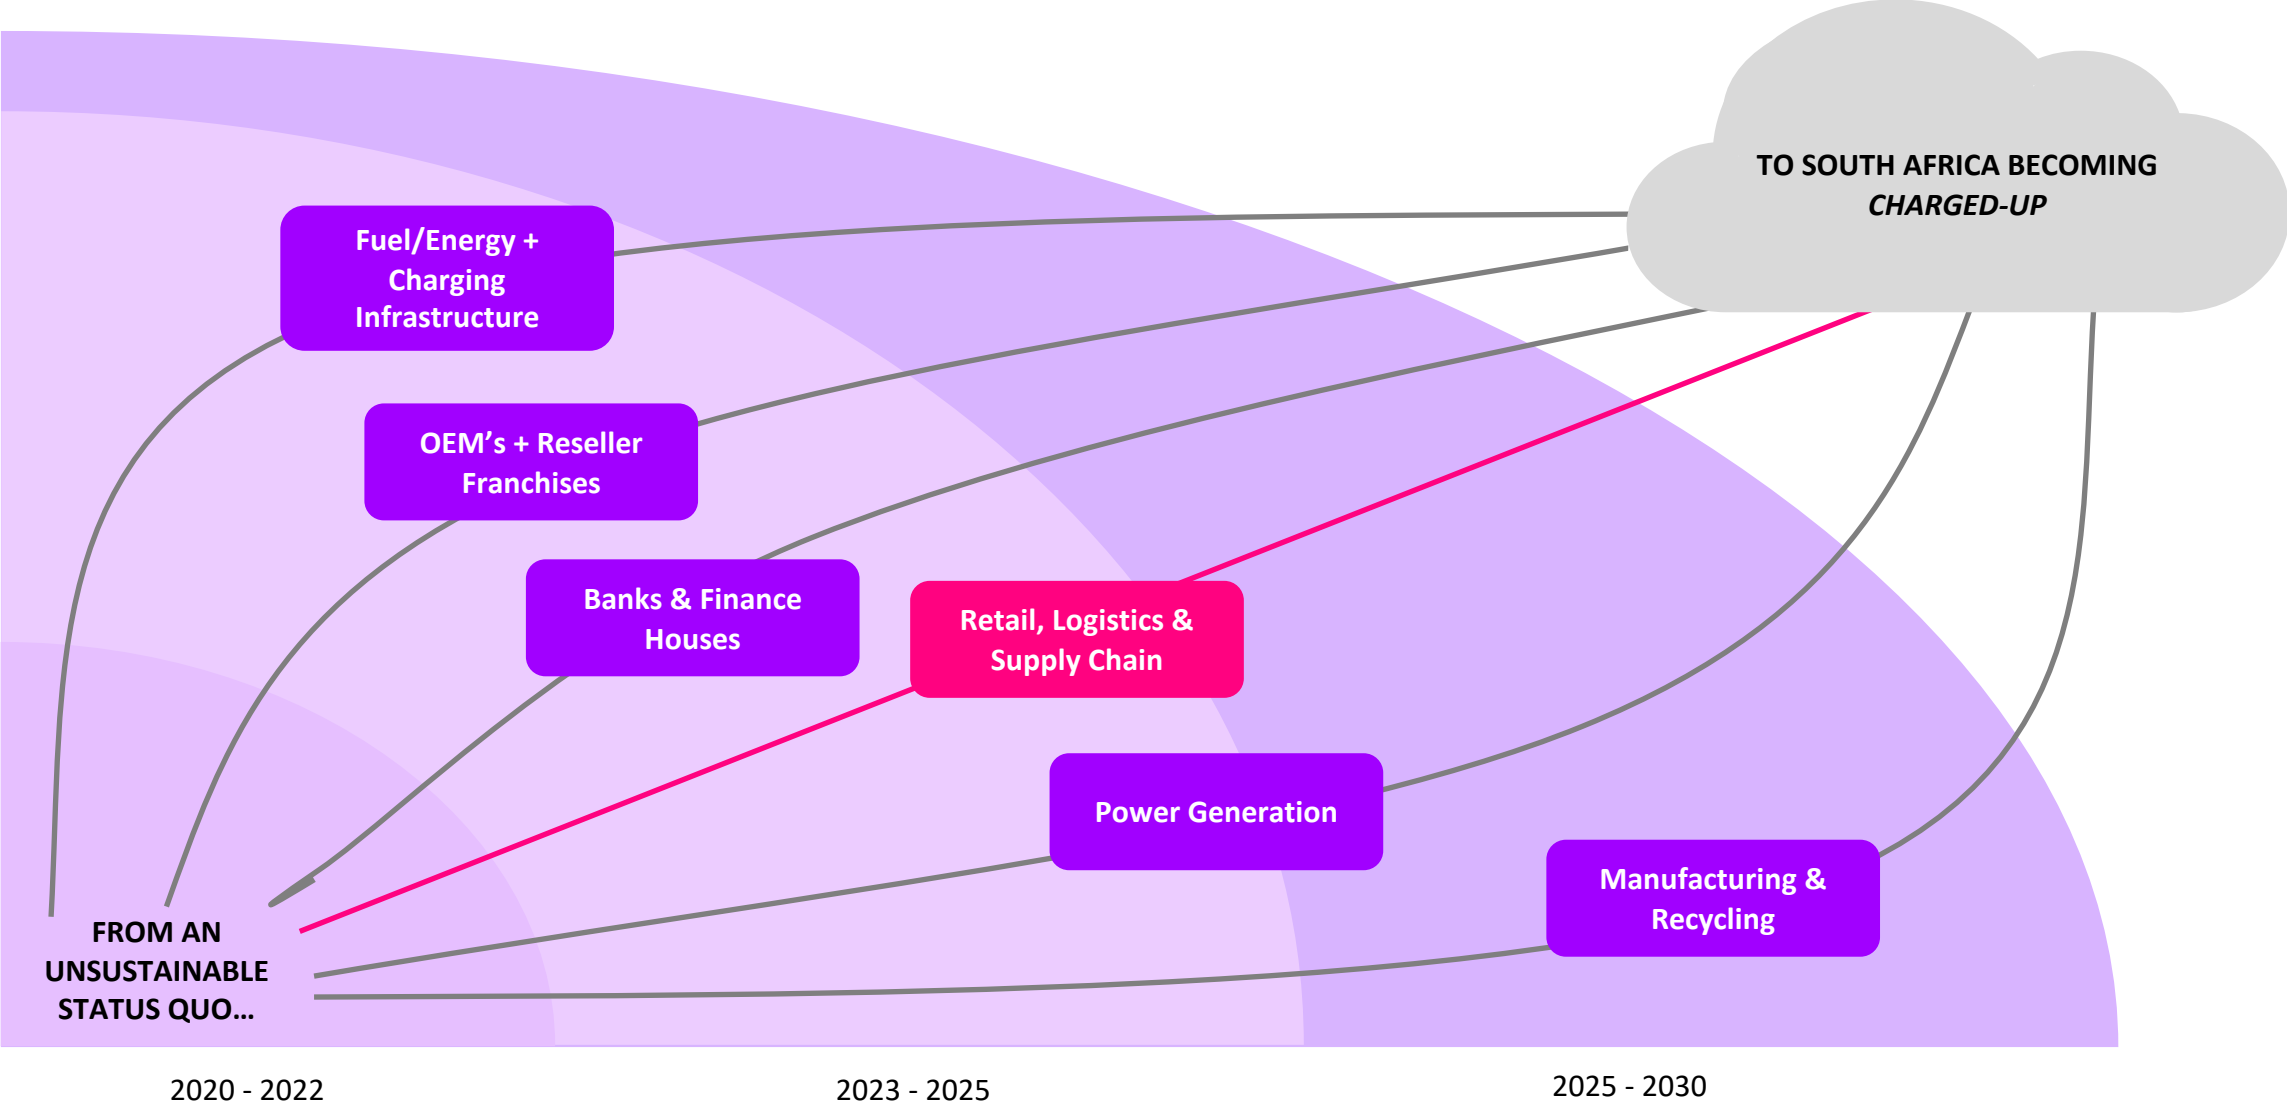 TO SOUTH AFRICA BECOMING
CHARGED-UP
Fuel/Energy +
Charging
Infrastructure
OEM’s + Reseller
Franchises
Banks & Finance
Houses
Retail, Logistics &
Supply Chain
Power Generation
Manufacturing &
Recycling
FROM AN
UNSUSTAINABLE
STATUS QUO…
2020 - 2022
2023 - 2025
2025 - 2030